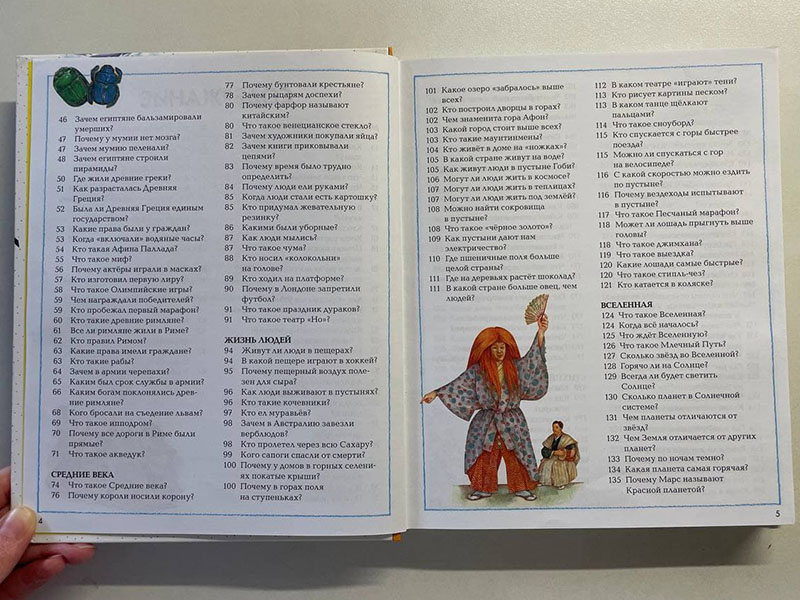 46 Зачем египтяне бальзамировали
умерших?
47 Почему у мумии нет мозга?
47 Зачем мумию пеленали?
48 Зачем египтяне строили
пирамиды?
50 Где жили древние греки?
51 Как разрасталась Древняя
Греция?
52 Была ли Древняя Греция единым
государством?
53 Какие права были у граждан?
53 Когда «включали» водяные часы?
54 Кто такая Афина Паллада?
55 Что такое миф?
56 Почему актёры играли в масках?
57 Кто изготовил первую лиру?
58 Что такое Олимпийские игры?
59 Чем награждали победителей?
59 Кто пробежал первый марафон?
60 Кто такие древние римляне?
61 Все ли римляне жили в Риме?
62 Кто правил Римом?
63 Какие права имели граждане?
63 Кто такие рабы?
64 Зачем в армии черепахи?
65 Каким был срок службы в армии?
66 Каким богам поклонялись древ-
ние римляне?
68 Кого бросали на съедение львам?
69 Что такое ипподром?
70 Почему все дороги в Риме были
прямые?
71 Что такое акведук?
СРЕДНИЕ ВЕКА
74 Что такое Средние века?
76 Почему короли носили корону?
4
77 Почему бунтовали крестьяне?
78 Зачем рыцарям доспехи?
80 Почему фарфор называют
китайским?
80 Что такое венецианское стекло?
81 Зачем художники покупали яйца?
82 Зачем книги приковывали
цепями?
83 Почему время было трудно
определить?
84 Почему люди ели руками?
85 Когда люди стали есть картошку?
85 Кто придумал жевательную
резинку?
86 Какими были уборные?
87 Как люди мылись?
87 Что такое чума?
88 Кто носил «колокольни»
на голове?
89 Кто ходил на платформе?
90 Почему в Лондоне запретили
футбол?
91 Что такое праздник дураков?
91 Что такое театр «Но»?
ЖИЗНЬ ЛЮДЕЙ
94 Живут ли люди в пещерах?
94 В какой пещере играют в хоккей?
95 Почему пещерный воздух поле-
зен для сыра?
96 Как люди выживают в пустынях?
96 Кто такие кочевники?
97 Кто ел муравьёв?
98 Зачем в Австралию завезли
верблюдов?
98 Кто пролетел через всю Сахару?
99 Кого сапоги спасли от смерти?
100 Почему у домов в горных селени-
ях покатые крыши?
100 Почему в горах поля
на ступеньках?
101 Какое озеро «забралось» выше
всех?
102 Кто построил дворцы в горах?
102 Чем знаменита гора Афон?
103 Какой город стоит выше всех?
103 Кто такие маунтинмены?
104 Кто живёт в доме на «ножках»?
105 В какой стране живут на воде?
105 Как живут люди в пустыне Гоби?
106 Могут ли люди жить в космосе?
107 Могут ли люди жить в теплицах?
107 Могут ли люди жить под землёй?
108 Можно найти сокровища
в пустыне?
108 Что такое «чёрное золото»?
109 Как пустыни дают нам
электричество?
110 Где пшеничные поля больше
целой страны?
111 Где на деревьях растёт шоколад?
111 В какой стране больше овец, чем
людей?
112 В каком театре «играют» тени?
113 Кто рисует картины песком?
113 В каком танце щёлкают
пальцами?
114 Что такое сноуборд?
115 Кто спускается с горы быстрее
поезда?
115 Можно ли спускаться с гор
на велосипеде?
116 С какой скоростью можно ездить
по пустыне?
116 Почему вездеходы испытывают
в пустыне?
117 Что такое Песчаный марафон?
118 Может ли лошадь прыгнуть выше
головы?
118 Что такое джимхана?
119 Что такое выездка?
120 Какие лошади самые быстрые?
120 Что такое стипль-чез?
121 Кто катается в коляске?
ВСЕЛЕННАЯ
124 Что такое Вселенная?
124 Когда всё началось?
125 Что ждёт Вселенную?
126 Что такое Млечный Путь?
127 Сколько звёзд во Вселенной?
128 Горячо ли на Солнце?
129 Всегда ли будет светить
Солнце?
130 Сколько планет в Солнечной
системе?
131 Чем планеты отличаются от
звёзд?
132 Чем Земля отличается от других
планет?
133 Почему по ночам темно?
134 Какая планета самая горячая?
135 Почему Марс называют
Красной планетой?
5